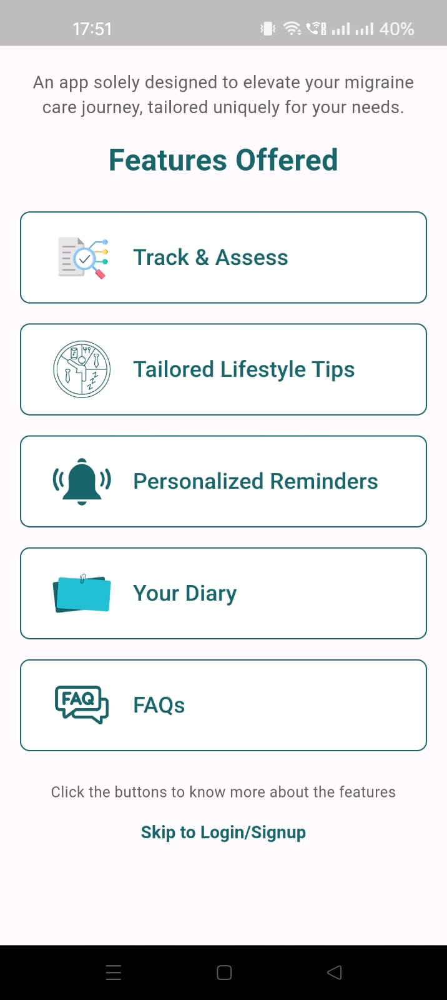 17:51
40%
An app solely designed to elevate your migraine
care journey, tailored uniquely for your needs.
Features Offered
Track & Assess
Tailored Lifestyle Tips
Personalized Reminders
Your Diary
FAQ
FAQs
Click the buttons to know more about the features
Skip to Login/Signup